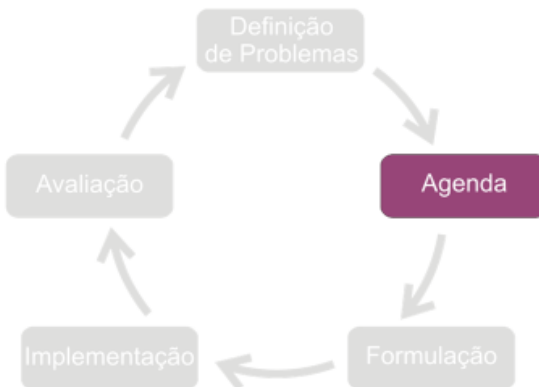 Definição
de Problemas
Avaliação
Agenda
Implementação
Formulação